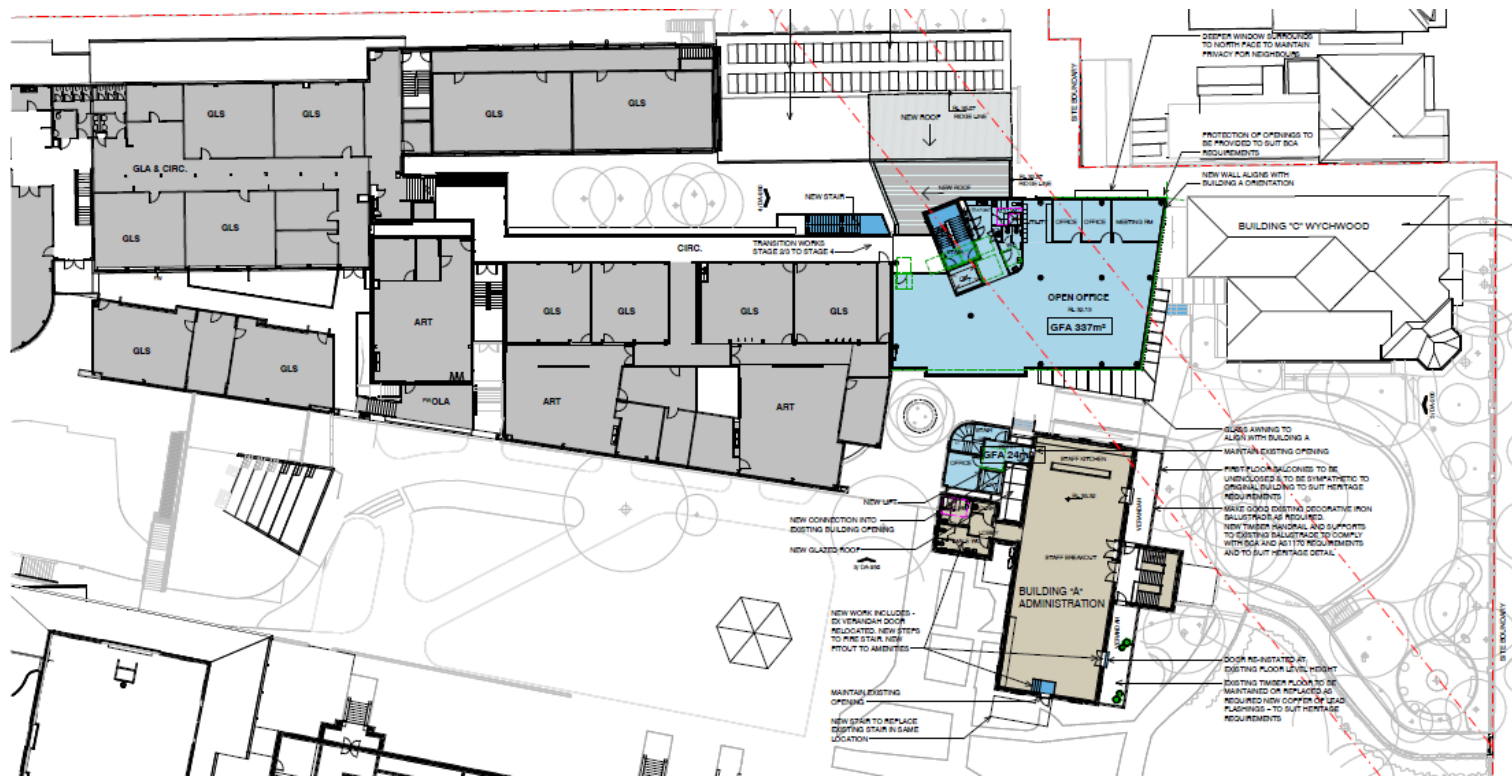 DEEPER WINDOW SURROUNDS
TO NORTH FACE TO MAINTAIN
PRIVACY FOR NEIGHBOURS
SITE BOUNDARY
GLS
GLS
GLS
GLS
NEW ROOF
RIDGE LINE
PROTECTION OF OPENINGS TO
BE PROVIDED TO SUIT BCA
REQUIREMENTS
GLA & CIRC.
NEW WALL ALIGNS WITH
BUILDING A ORIENTATION
NEW ROOF
RIDGE LINE
NEW STAIR
OFFICE
OFFICE
MEETING RM
GLS
GLS
CIRC.
TRANSITION WORKS
STAGE 2/3 TO STAGE 4
BUILDING "C" WYCHWOOD
OPEN OFFICE
GFA 337m²
GLS
GLS
GLS
GLS
ART
GLS
GLS
OLA
ART
ART
GLASS AWNING TO
ALIGN WITH BUILDING A
MAINTAIN EXISTING OPENING
STAIR
GFA 24m²
OFFICE
STAFF KITCHEN
FIRST FLOOR BALCONIES TO BE
UNENCLOSED & TO BE SYMPATHETIC TO
ORIGINAL BUILDING TO SUIT HERITAGE
REQUIREMENTS
NEW LIFT
NEW CONNECTION INTO
EXISTING BUILDING OPENING
NEW GLAZED ROOF
VERANDAH
MAKE GOOD EXISTING DECORATIVE IRON
BALUSTRADE AS REQUIRED.
NEW TIMBER HANDRAIL AND SUPPORTS
TO EXISTING BALUSTRADE TO COMPLY
WITH BCA AND AS1170 REQUIREMENTS
AND TO SUIT HERITAGE DETAIL
STAFF BREAKOUT
BUILDING "A"
ADMINISTRATION
NEW WORK INCLUDES -
EX VERANDAH DOOR
RELOCATED. NEW STEPS
TO FIRE STAIR. NEW
FITOUT TO AMENITIES
VERANDAH
SITE BOUNDARY
DOOR RE-INSTATED AT
EXISTING FLOOR LEVEL HEIGHT
MAINTAIN EXISTING
OPENING
EXISTING TIMBER FLOOR TO BE
MAINTAINED OR REPLACED AS
REQUIRED NEW COPPER OF LEAD
FLASHINGS - TO SUIT HERITAGE
REQUIREMENTS
NEW STAIR TO REPLACE
EXISTING STAIR IN SAME
LOCATION